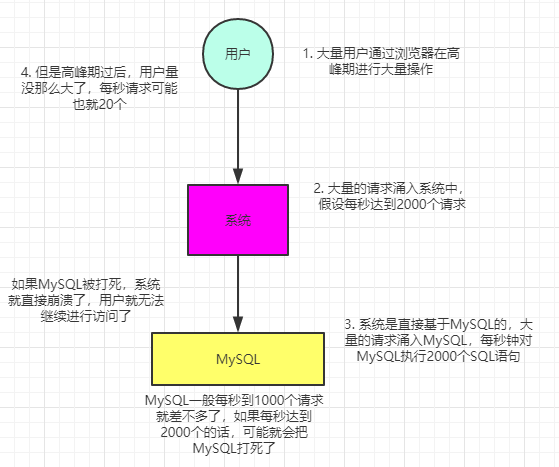 用户
1. 大量用户通过浏览器在高
峰期进行大量操作
4. 但是高峰期过后，用户量
没那么大了，每秒请求可能
也就20个
系统
2. 大量的请求涌入系统中，
假设每秒达到2000个请求
如果MySQL被打死，系统
就直接崩溃了，用户就无法
继续进行访问了
MySQL
3. 系统是直接基于MySQL的，大
量的请求涌入MySQL，每秒钟对
MySQL执行2000个SQL语句
MySQL一般每秒到1000个请求
就差不多了，如果每秒达到
2000个的话，可能就会把
MySQL打死了